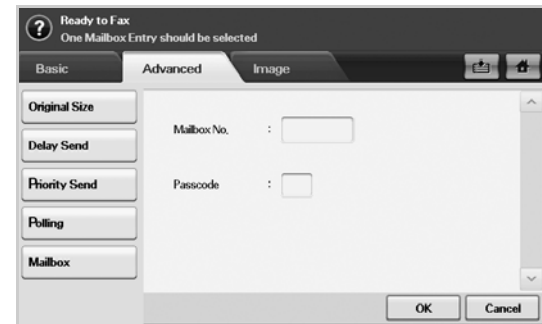 ?
Ready to Fax
One Mailbox Entry should be selected
Basic
Advanced
Image
Original Size
Delay Send
Priority Send
Polling
Mailbox
Mailbox No. :
Passcode :
OK
Cancel